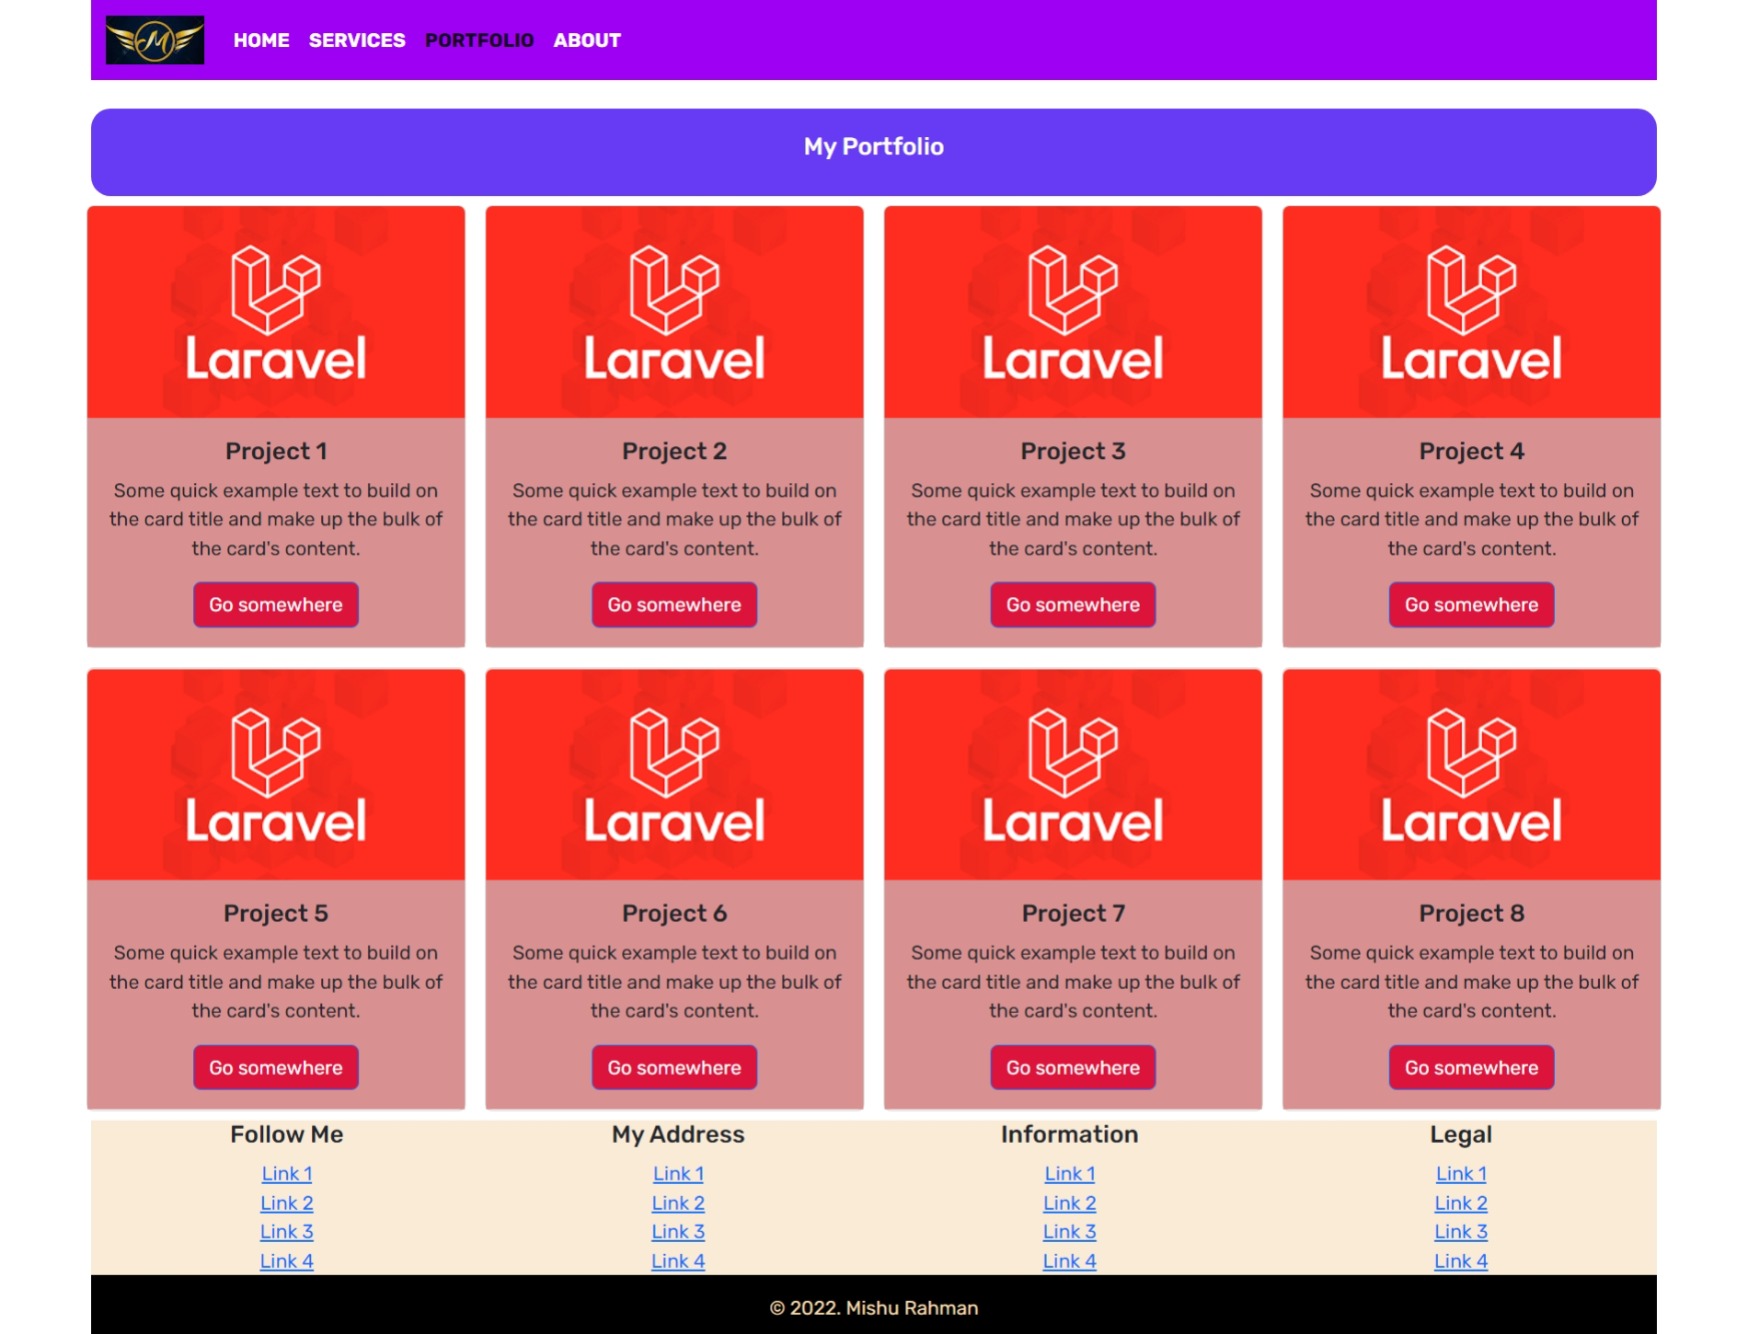 M
HOME SERVICES PORTFOLIO ABOUT
My Portfolio
Laravel
Laravel
Laravel
Laravel
Project 1
Some quick example text to build on
the card title and make up the bulk of
the card's content.
Go somewhere
Project 2
Some quick example text to build on
the card title and make up the bulk of
the card's content.
Go somewhere
Project 3
Some quick example text to build on
the card title and make up the bulk of
the card's content.
Go somewhere
Project 4
Some quick example text to build on
the card title and make up the bulk of
the card's content.
Go somewhere
Laravel
Laravel
Laravel
Laravel
Project 5
Some quick example text to build on
the card title and make up the bulk of
the card's content.
Go somewhere
Project 6
Some quick example text to build on
the card title and make up the bulk of
the card's content.
Go somewhere
Project 7
Some quick example text to build on
the card title and make up the bulk of
the card's content.
Go somewhere
Project 8
Some quick example text to build on
the card title and make up the bulk of
the card's content.
Go somewhere
Follow Me
Link 1
Link 2
Link 3
Link 4
My Address
Link 1
Link 2
Link 3
Link 4
Information
Link 1
Link 2
Link 3
Link 4
Legal
Link 1
Link 2
Link 3
Link 4
© 2022. Mishu Rahman